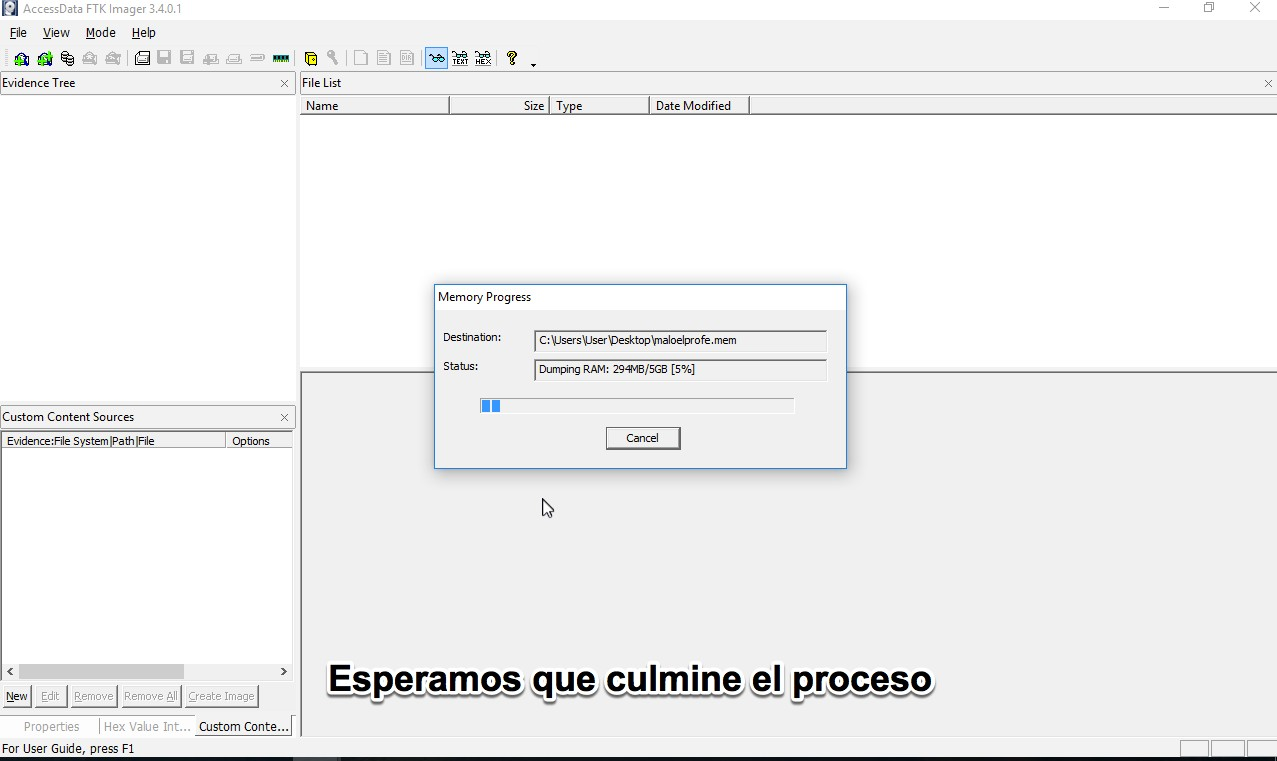 AccessData FTK Imager 3.4.0.1
File View Mode Help
TEXT HEX
Evidence Tree
File List
Name Size Type Date Modified
Memory Progress
Destination: C:\Users\User\Desktop\maloelprofe.mem
Status: Dumping RAM: 294MB/5GB [5%]
Cancel
Custom Content Sources
Evidence:File System|Path|File Options
New Edit Remove Remove All Create Image
Properties Hex Value Int... Custom Conte...
Esperamos que culmine el proceso
For User Guide, press F1